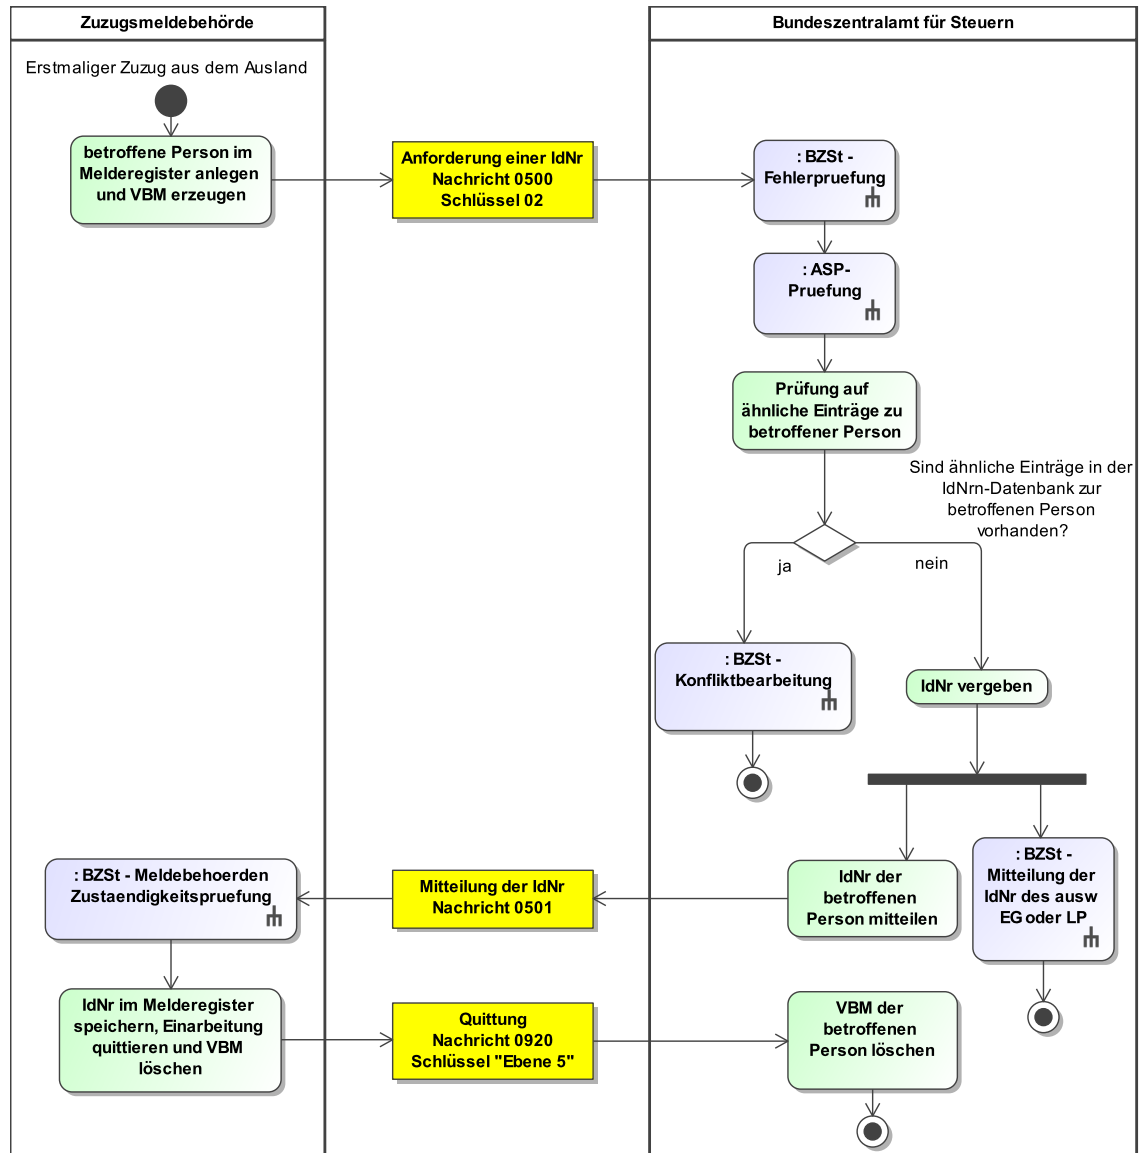 Zuzugsmeldebehörde
Bundeszentralamt für Steuern
Erstmaliger Zuzug aus dem Ausland
betroffene Person im
Melderegister anlegen
und VBM erzeugen
Anforderung einer IdNr
Nachricht 0500
Schlüssel 02
: BZSt -
Fehlerpruefung
: ASP-
Pruefung
Prüfung auf
ähnliche Einträge zu
betroffener Person
Sind ähnliche Einträge in der
IdNrn-Datenbank zur
betroffenen Person
vorhanden?
ja
nein
: BZSt -
Konfliktbearbeitung
IdNr vergeben
: BZSt - Meldebehoerden
Zustaendigkeitspruefung
Mitteilung der IdNr
Nachricht 0501
IdNr der
betroffenen
Person mitteilen
: BZSt -
Mitteilung der
IdNr des ausw
EG oder LP
IdNr im Melderegister
speichern, Einarbeitung
quittieren und VBM
löschen
Quittung
Nachricht 0920
Schlüssel "Ebene 5"
VBM der
betroffenen
Person löschen